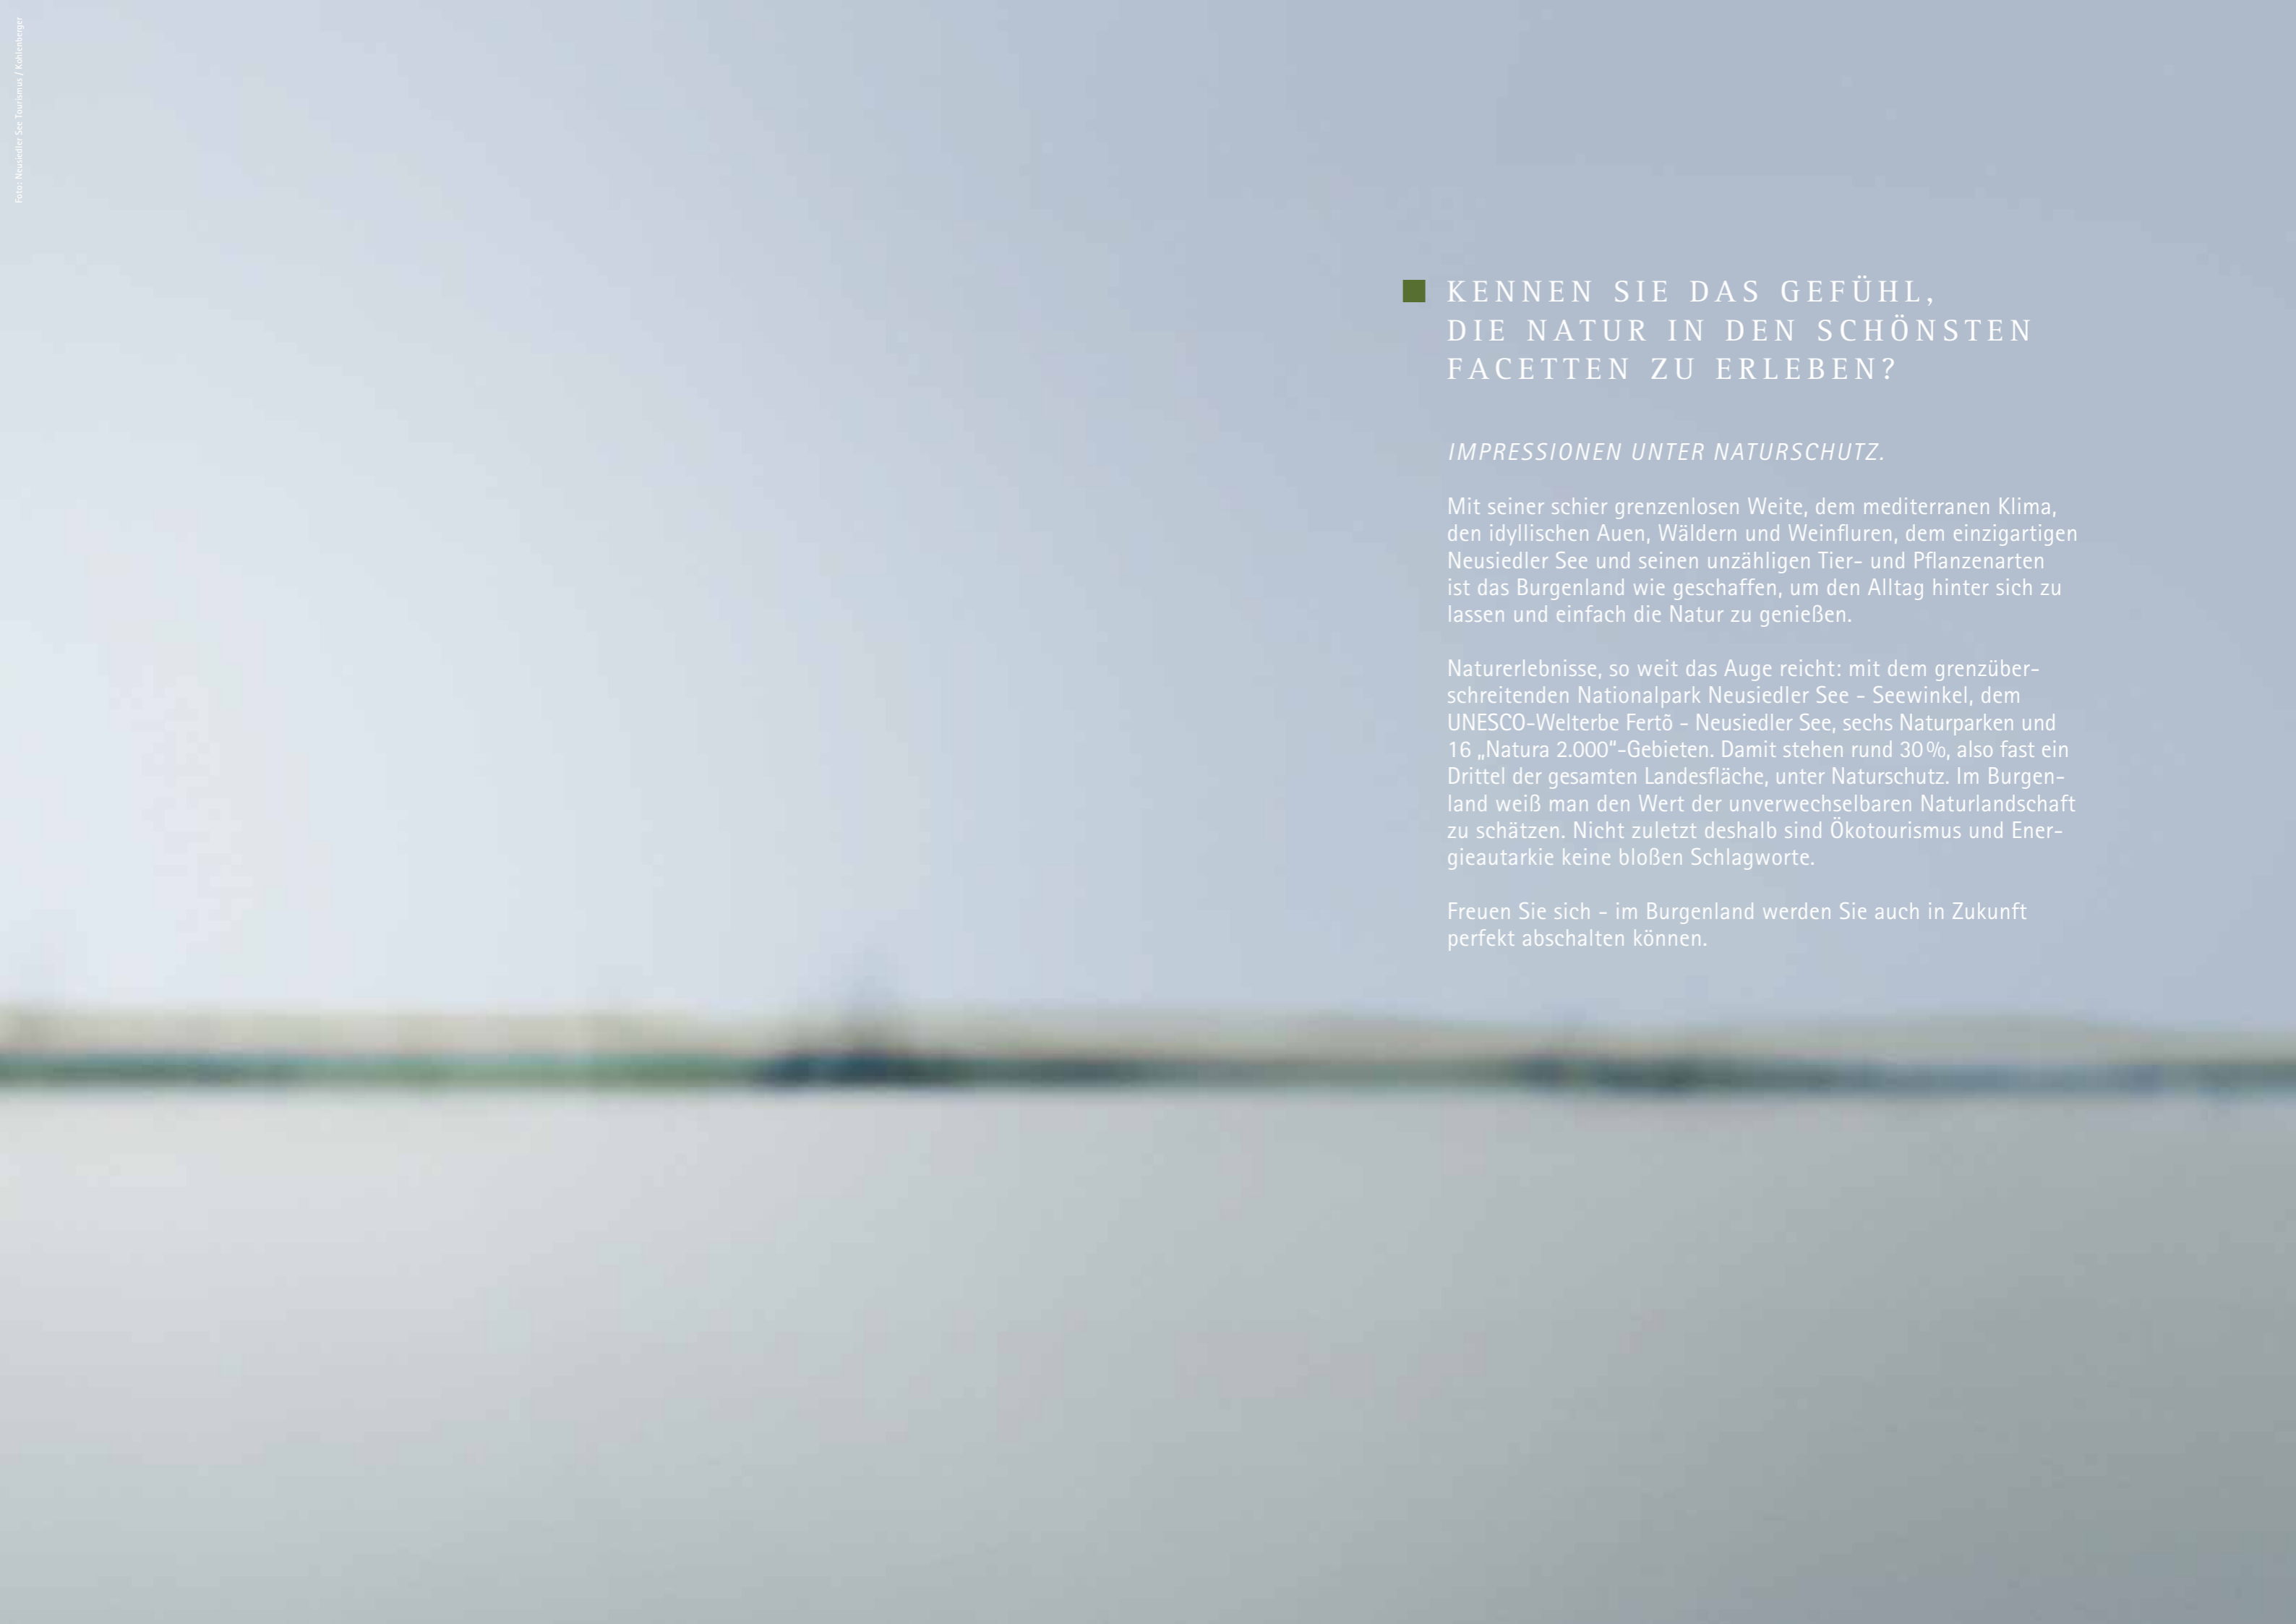 Foto: Neusiedler See Tourismus / Kohlenberger
KENNEN SIE DAS GEFÜHL,
DIE NATUR IN DEN SCHÖNSTEN
FACETTEN ZU ERLEBEN?
IMPRESSIONEN UNTER NATURSCHUTZ.
Mit seiner schier grenzenlosen Weite, dem mediterranen Klima,
den idyllischen Auen, Wäldern und Weinfluren, dem einzigartigen
Neusiedler See und seinen unzähligen Tier- und Pflanzenarten
ist das Burgenland wie geschaffen, um den Alltag hinter sich zu
lassen und einfach die Natur zu genießen.
Naturerlebnisse, so weit das Auge reicht: mit dem grenzüber-
schreitenden Nationalpark Neusiedler See - Seewinkel, dem
UNESCO-Welterbe Fertõ - Neusiedler See, sechs Naturparken und
16 „Natura 2.000"-Gebieten. Damit stehen rund 30 %, also fast ein
Drittel der gesamten Landesfläche, unter Naturschutz. Im Burgen-
land weiß man den Wert der unverwechselbaren Naturlandschaft
zu schätzen. Nicht zuletzt deshalb sind Ökotourismus und Ener-
gieautarkie keine bloßen Schlagworte.
Freuen Sie sich - im Burgenland werden Sie auch in Zukunft
perfekt abschalten können.